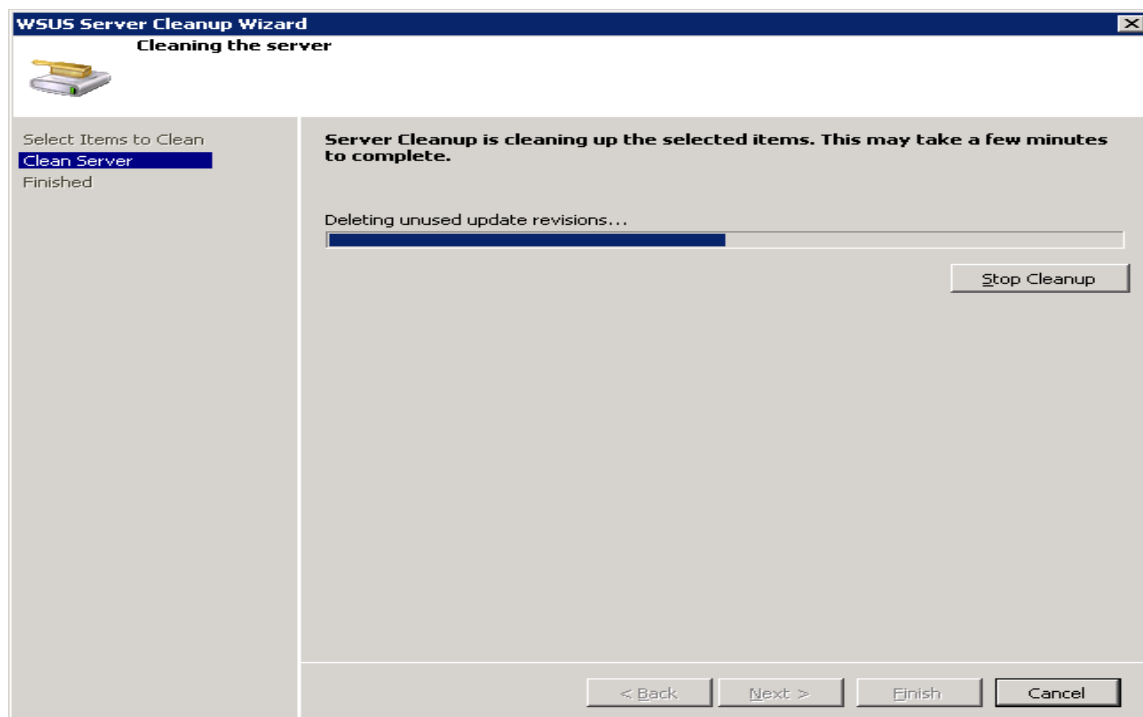 WSUS Server Cleanup Wizard
Cleaning the server
Select Items to Clean
Clean Server
Finished
Server Cleanup is cleaning up the selected items. This may take a few minutes
to complete.
Deleting unused update revisions...
Stop Cleanup
< Back
Next >
Finish
Cancel